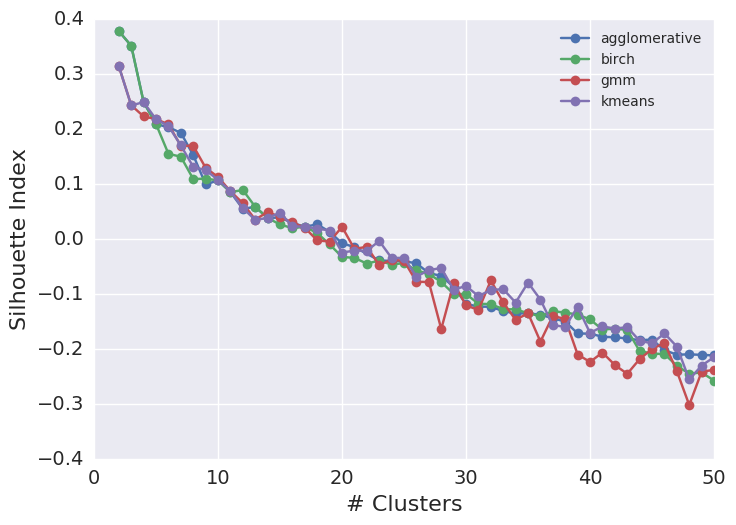 0.4
0.3
0.2
0.1
0.0
−0.1
−0.2
−0.3
−0.4
Silhouette Index
0 10 20 30 40 50
# Clusters
agglomerative
birch
gmm
kmeans